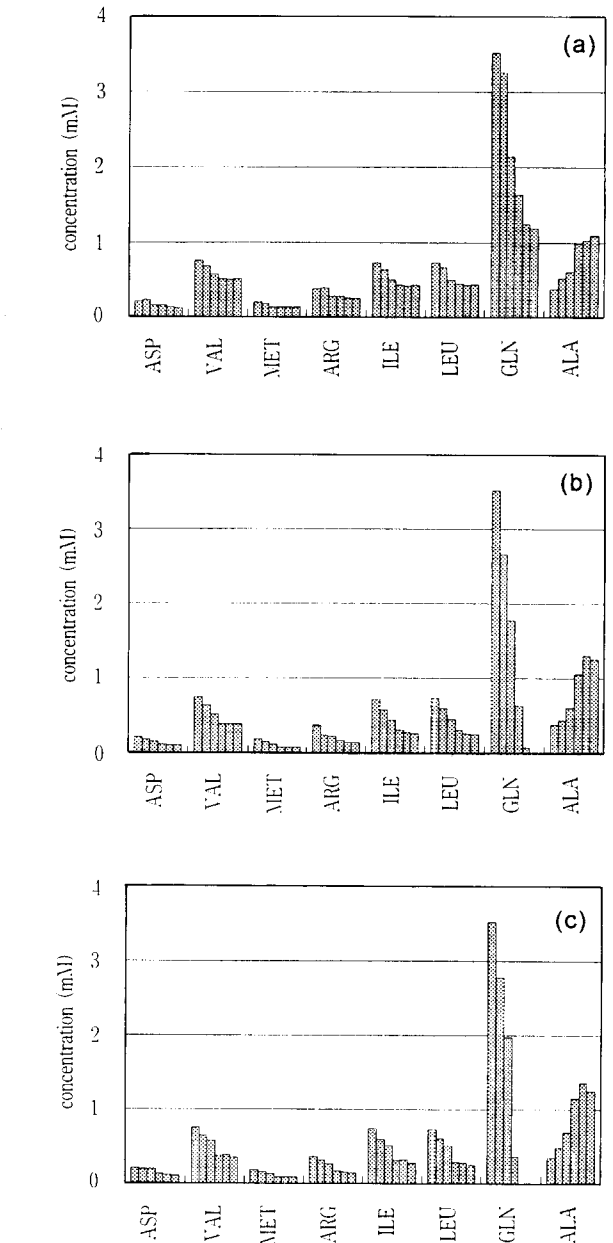 (a)
concentration (mM)
4
3
2
1
0
ASP VAL MET ARG ILE LEU GLN ALA
(b)
concentration (mM)
4
3
2
1
0
ASP VAL MET ARG ILE LEU GLN ALA
(c)
concentration (mM)
4
3
2
1
0
ASP VAL MET ARG ILE LEU GLN ALA